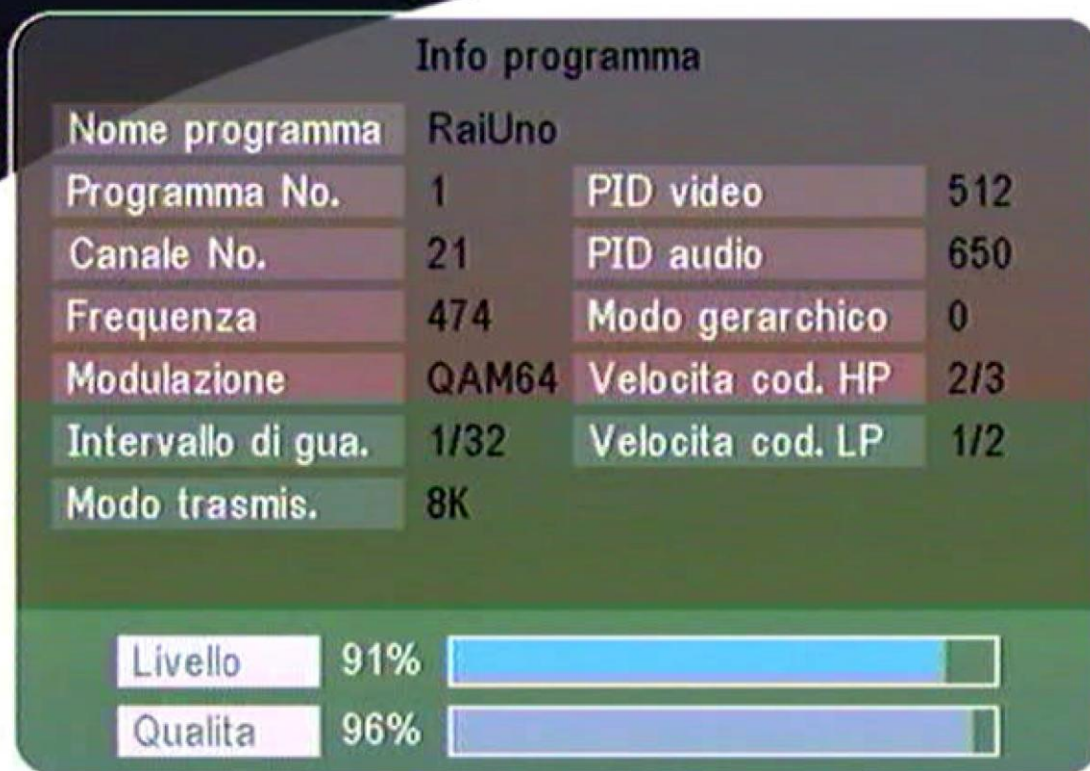 Info programma
Nome programma RaiUno
Programma No. 1 PID video 512
Canale No. 21 PID audio 650
Frequenza 474 Modo gerarchico 0
Modulazione QAM64 Velocita cod. HP 2/3
Intervallo di gua. 1/32 Velocita cod. LP 1/2
Modo trasmis. 8K
Livello 91%
Qualita 96%